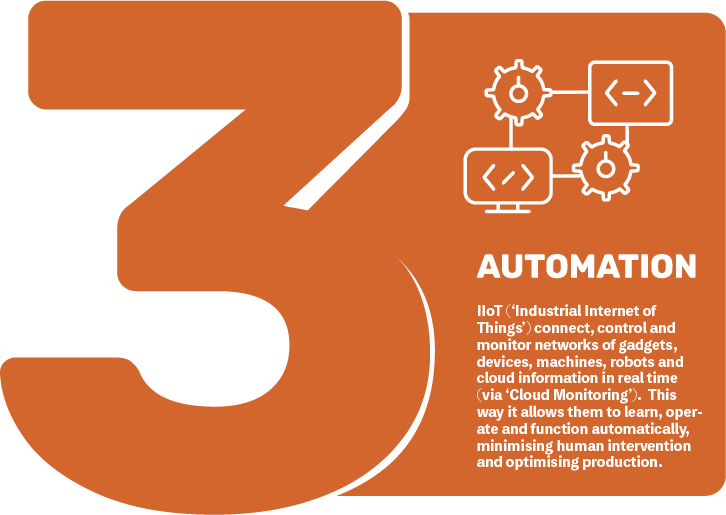 3
<->
</>
AUTOMATION
IIoT (‘Industrial Internet of
Things’) connect, control and
monitor networks of gadgets,
devices, machines, robots and
cloud information in real time
(via ‘Cloud Monitoring’).  This
way it allows them to learn, oper-
ate and function automatically,
minimising human intervention
and optimising production.